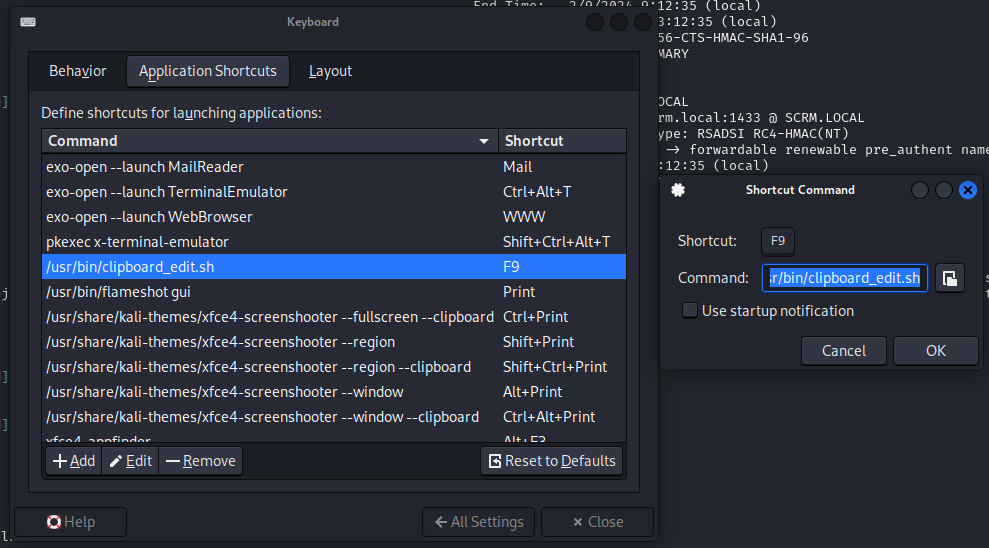 End Time: 2/9/2024 9:12:35 (local)
Keyboard
3:12:35 (local)
56-CTS-HMAC-SHA1-96
MARY
Behavior
Application Shortcuts
Layout
OCAL
Define shortcuts for launching applications:
rm.local:1433 @ SCRM.LOCAL
Command
Shortcut
ype: RSADSI RC4-HMAC(NT)
-> forwardable renewable pre_authent name
:12:35 (local)
exo-open --launch MailReader Mail
exo-open --launch TerminalEmulator Ctrl+Alt+T
exo-open --launch WebBrowser WWW
pkexec x-terminal-emulator Shift+Ctrl+Alt+T
/usr/bin/clipboard_edit.sh F9
/usr/bin/flameshot gui Print
/usr/share/kali-themes/xfce4-screenshooter --fullscreen --clipboard Ctrl+Print
/usr/share/kali-themes/xfce4-screenshooter --region Shift+Print
/usr/share/kali-themes/xfce4-screenshooter --region --clipboard Shift+Ctrl+Print
/usr/share/kali-themes/xfce4-screenshooter --window Alt+Print
/usr/share/kali-themes/xfce4-screenshooter --window --clipboard Ctrl+Alt+Print
xfce4-appfinder Alt+F3
Add
Edit
Remove
Reset to Defaults
Help
All Settings
Close
Shortcut Command
Shortcut: F9
Command: sr/bin/clipboard_edit.sh
Use startup notification
Cancel
OK